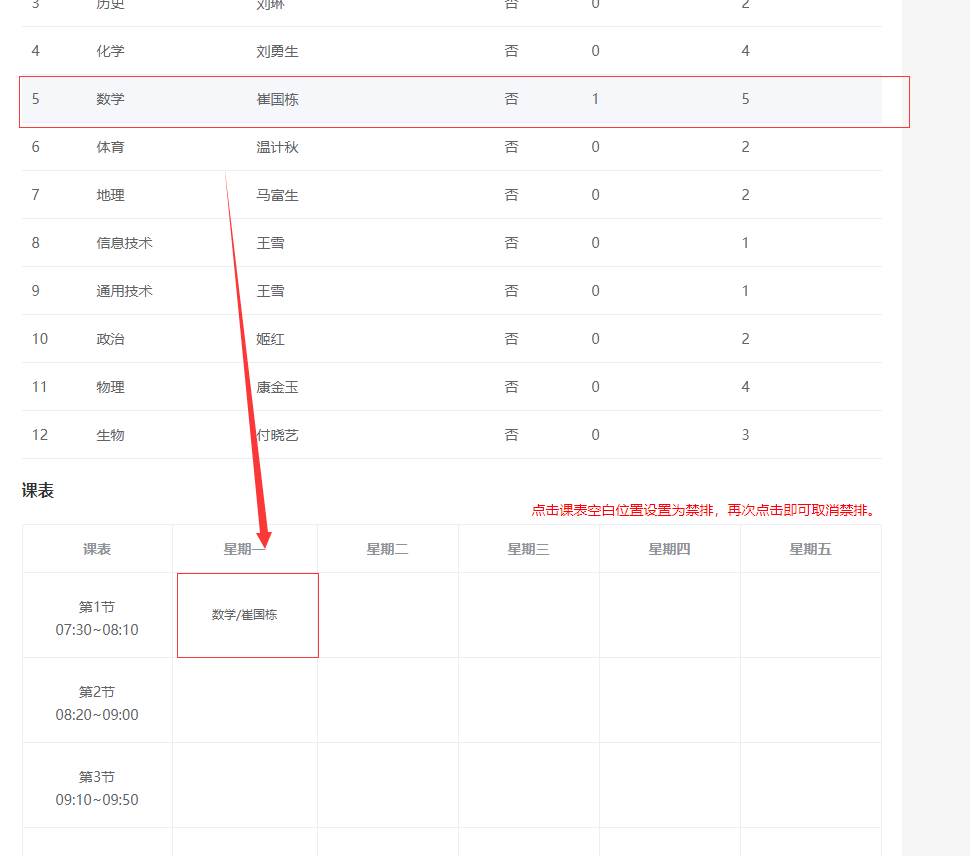 3 历史 刘琳 否 0 2
4 化学 刘勇生 否 0 4
5 数学 崔国栋 否 1 5
6 体育 温计秋 否 0 2
7 地理 马富生 否 0 2
8 信息技术 王雪 否 0 1
9 通用技术 王雪 否 0 1
10 政治 姬红 否 0 2
11 物理 康金玉 否 0 4
12 生物 付晓艺 否 0 3
课表
点击课表空白位置设置为禁排，再次点击即可取消禁排。
课表 星期一 星期二 星期三 星期四 星期五
第1节
07:30~08:10
数学/崔国栋
第2节
08:20~09:00
第3节
09:10~09:50